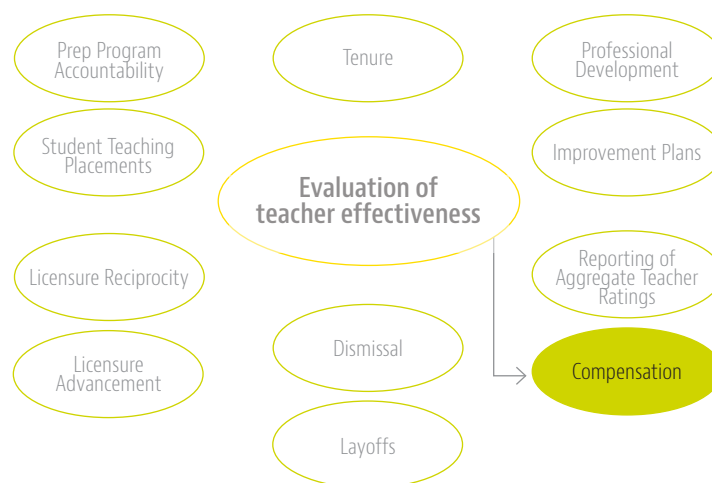 Prep Program
Accountability
Tenure
Professional
Development
Student Teaching
Placements
Improvement Plans
Evaluation of
teacher effectiveness
Licensure Reciprocity
Reporting of
Aggregate Teacher
Ratings
Licensure
Advancement
Dismissal
Compensation
Layoffs